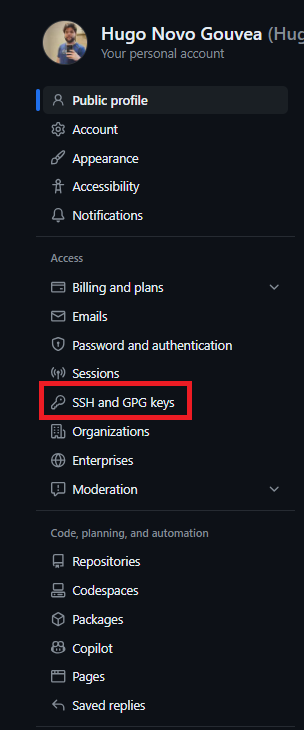 Hugo Novo Gouvea (Hug
Your personal account
Public profile
Account
Appearance
Accessibility
Notifications
Access
Billing and plans
Emails
Password and authentication
Sessions
SSH and GPG keys
Organizations
Enterprises
Moderation
Code, planning, and automation
Repositories
Codespaces
Packages
Copilot
Pages
Saved replies